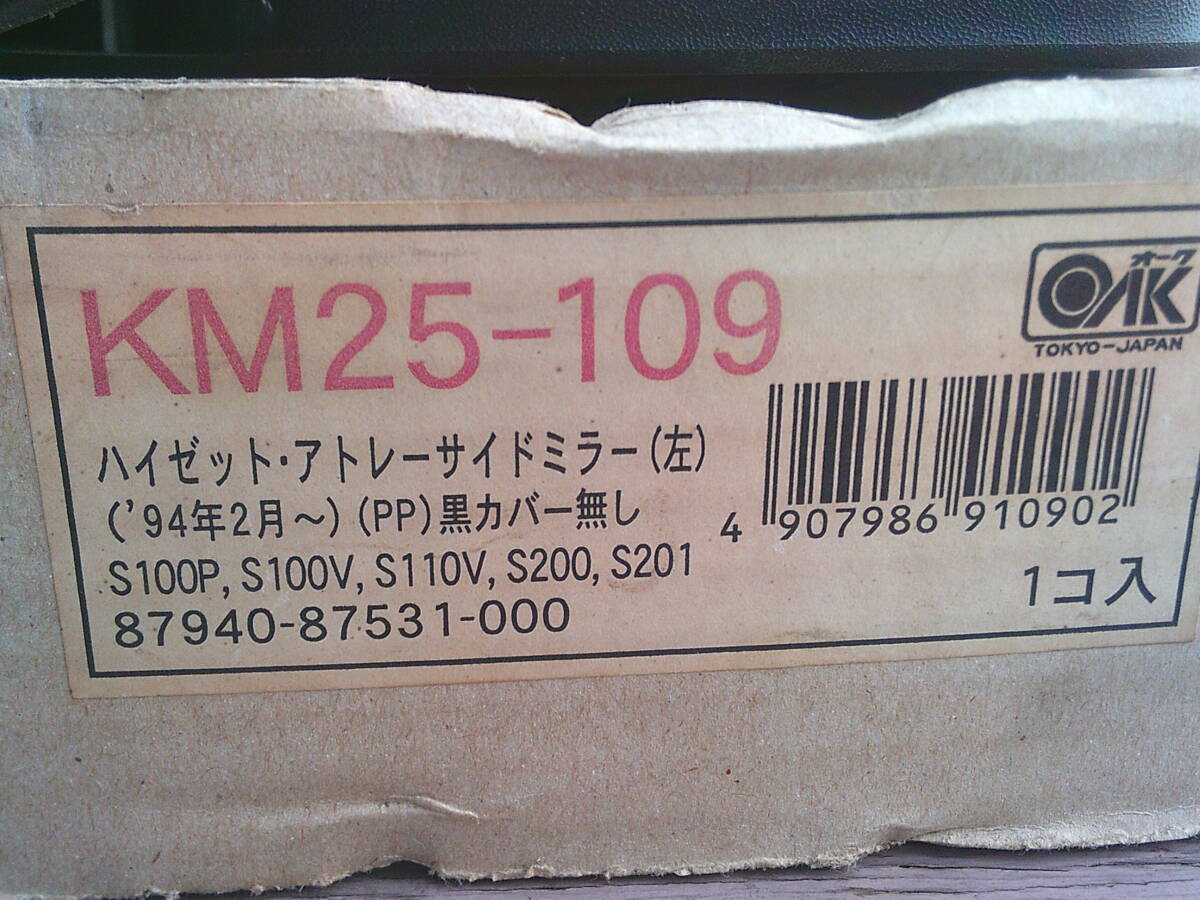 KM25-109
オーク
OAK
TOKYO-JAPAN
ハイゼット・アトレーサイドミラー(左)
('94年2月～)(PP)黒カバー無し
S100P, S100V, S110V, S200, S201
87940-87531-000
4 907986 910902
1コ入